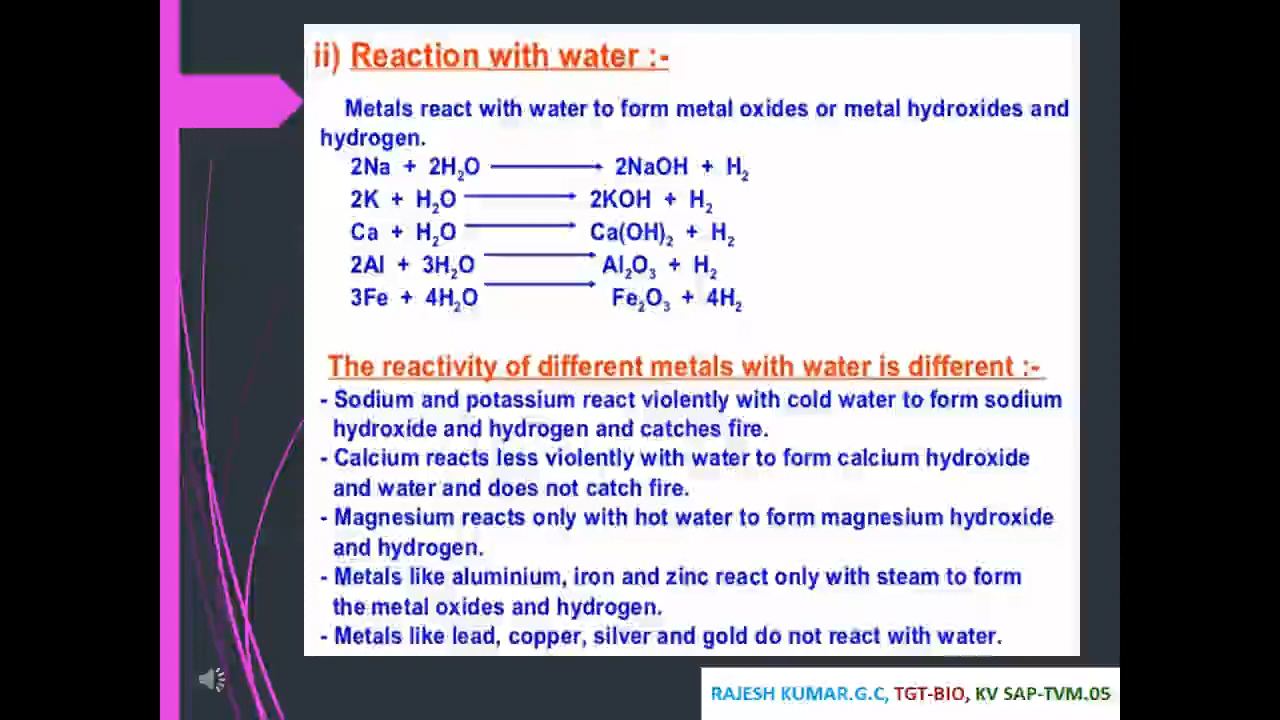 ii) Reaction with water :-
Metals react with water to form metal oxides or metal hydroxides and
hydrogen.
2Na + 2H₂O ⟶ 2NaOH + H₂
2K + H₂O ⟶ 2KOH + H₂
Ca + H₂O ⟶ Ca(OH)₂ + H₂
2Al + 3H₂O ⟶ Al₂O₃ + H₂
3Fe + 4H₂O ⟶ Fe₂O₃ + 4H₂
The reactivity of different metals with water is different :-
- Sodium and potassium react violently with cold water to form sodium
hydroxide and hydrogen and catches fire.
- Calcium reacts less violently with water to form calcium hydroxide
and water and does not catch fire.
- Magnesium reacts only with hot water to form magnesium hydroxide
and hydrogen.
- Metals like aluminium, iron and zinc react only with steam to form
the metal oxides and hydrogen.
- Metals like lead, copper, silver and gold do not react with water.
RAJESH KUMAR.G.C, TGT-BIO, KV SAP-TVM.05